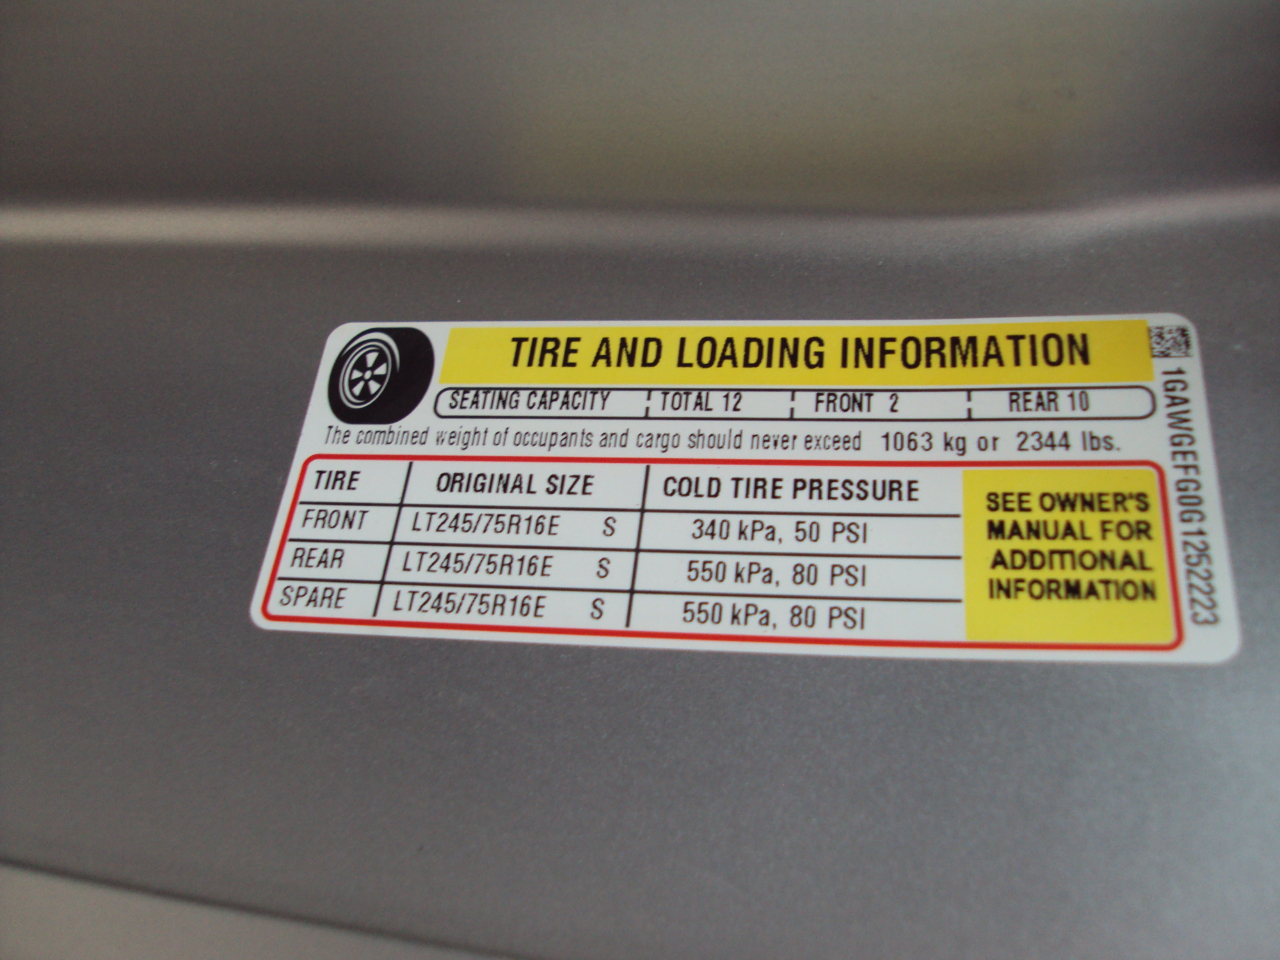 TIRE AND LOADING INFORMATION
SEATING CAPACITY TOTAL 12 FRONT 2 REAR 10
The combined weight of occupants and cargo should never exceed 1063 kg or 2344 lbs.
TIRE ORIGINAL SIZE COLD TIRE PRESSURE
FRONT LT245/75R16E S 340 kPa, 50 PSI
REAR LT245/75R16E S 550 kPa, 80 PSI
SPARE LT245/75R16E S 550 kPa, 80 PSI
SEE OWNER'S
MANUAL FOR
ADDITIONAL
INFORMATION
1GAWGEFG0G1252223